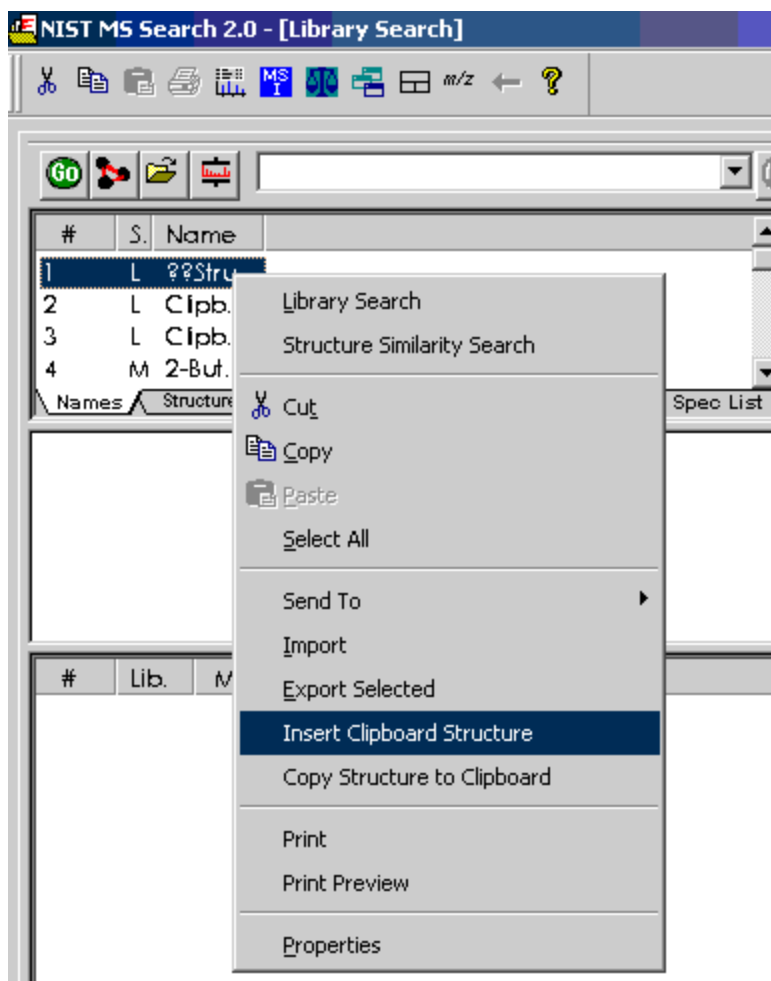 NIST MS Search 2.0 - [Library Search]
MS I m/z ?
GO
# S. Name
1 L ??Stru
2 L Clpb.
3 L Clpb.
4 M 2-But.
Names Structure Spec List
Library Search
Structure Similarity Search
Cut
Copy
Paste
Select All
Send To
Import
Export Selected
Insert Clipboard Structure
Copy Structure to Clipboard
Print
Print Preview
Properties
# Lib. M